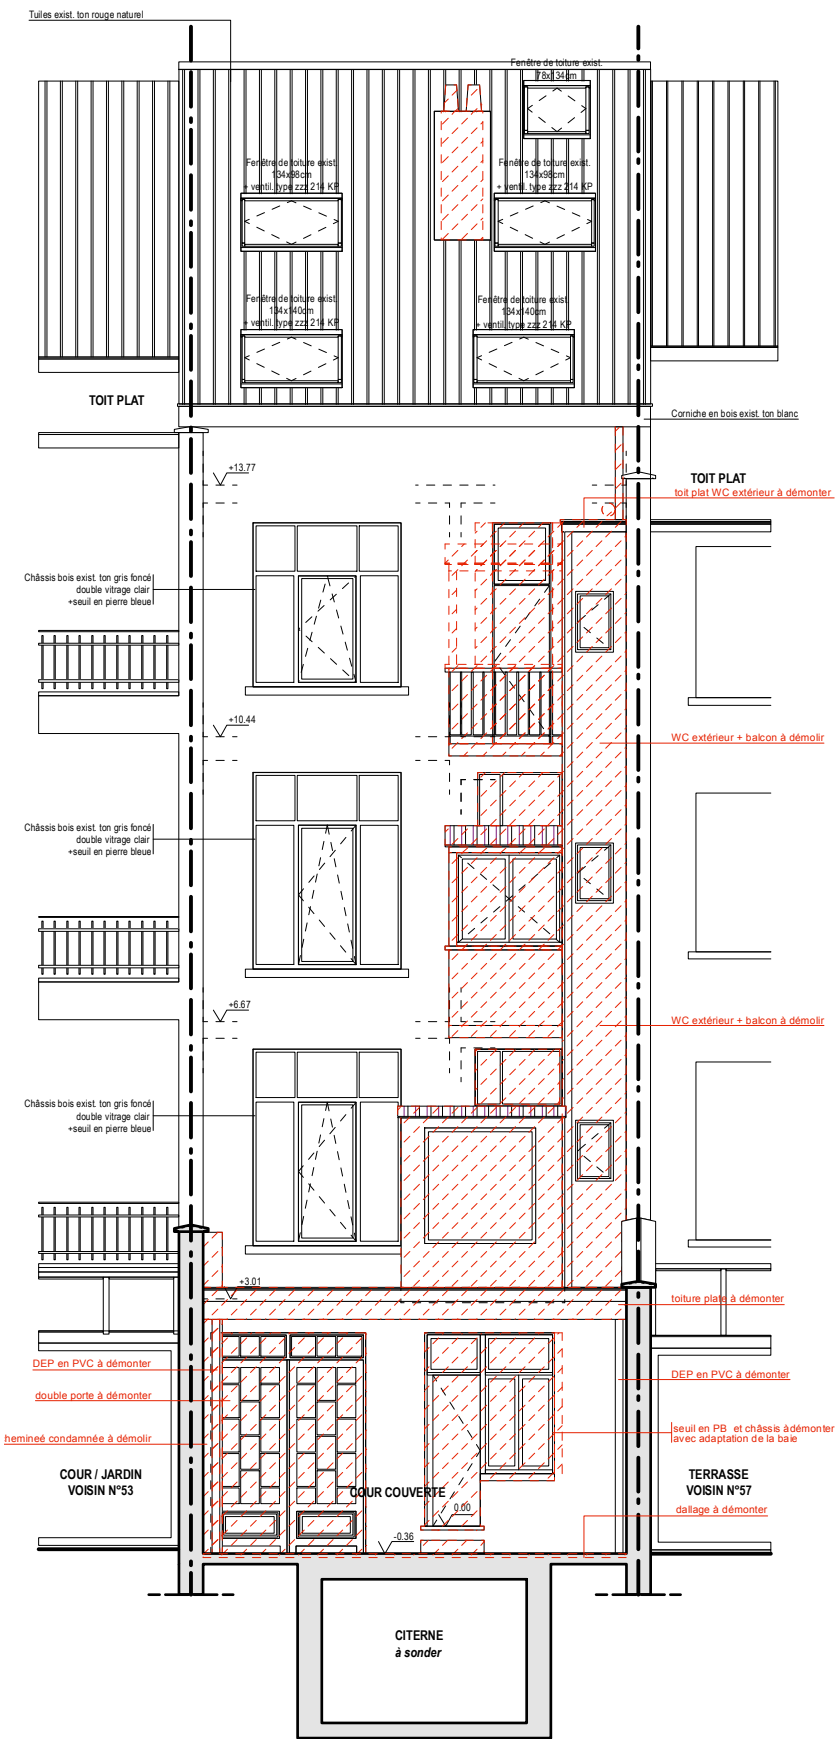 Tuiles exist. ton rouge naturel
Fenêtre de toiture exist.
78x134cm
Fenêtre de toiture exist.
134x98cm
+ ventil. type zzz 214 KP
Fenêtre de toiture exist.
134x98cm
+ ventil. type zzz 214 KP
Fenêtre de toiture exist.
134x140cm
+ ventil. type zzz 214 KP
Fenêtre de toiture exist.
134x140cm
+ ventil. type zzz 214 KP
TOIT PLAT
Corniche en bois exist. ton blanc
+13.77
TOIT PLAT
toit plat WC extérieur à démonter
Châssis bois exist. ton gris foncé
double vitrage clair
+seuil en pierre bleue
+10.44
WC extérieur + balcon à démolir
Châssis bois exist. ton gris foncé
double vitrage clair
+seuil en pierre bleue
+6.67
WC extérieur + balcon à démolir
Châssis bois exist. ton gris foncé
double vitrage clair
+seuil en pierre bleue
+3.01
toiture plate à démonter
DEP en PVC à démonter
DEP en PVC à démonter
double porte à démonter
seuil en PB et châssis à démonter
avec adaptation de la baie
hemineé condamnée à démolir
COUR / JARDIN
VOISIN N°53
COUR COUVERTE
TERRASSE
VOISIN N°57
0.00
dallage à démonter
-0.36
CITERNE
à sonder